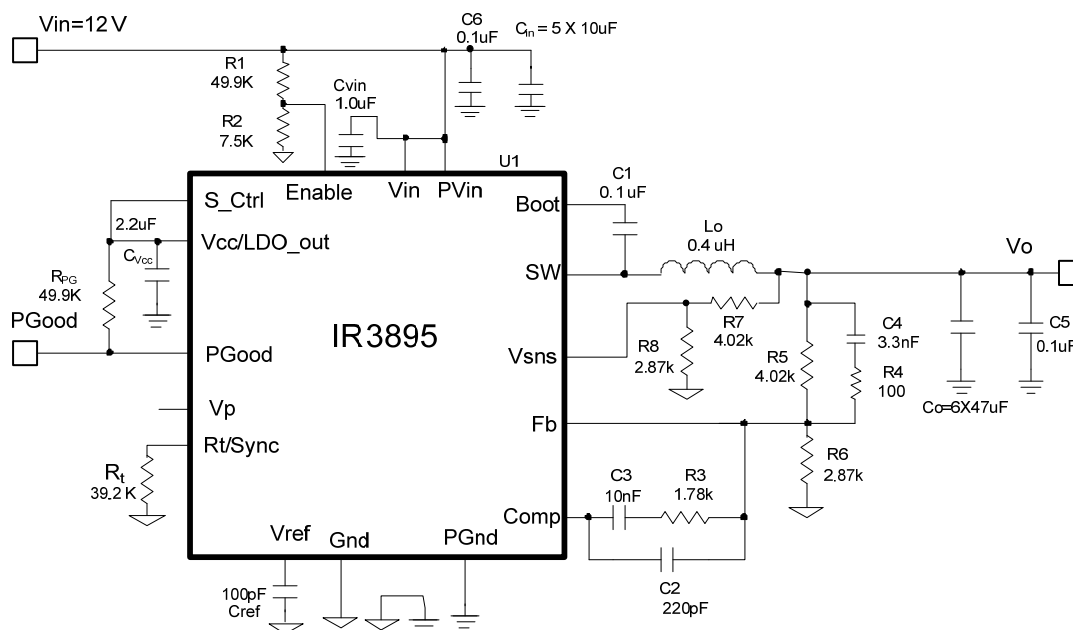 Vin=12 V
C6
0.1uF
Cin = 5 X 10uF
R1
49.9K
Cvin
1.0uF
R2
7.5K
U1
Enable
Vin
PVin
C1
0.1uF
S_Ctrl
Boot
2.2uF
Vcc/LDO_out
CVcc
Lo
0.4 uH
Vo
SW
RPG
49.9K
PGood
R7
4.02k
C4
3.3nF
C5
0.1uF
IR3895
PGood
Vsns
R8
2.87k
R5
4.02k
R4
100
Vp
Co=6X47uF
Fb
Rt/Sync
R6
2.87k
Rt
39.2 K
C3
10nF
R3
1.78k
Comp
Vref
Gnd
PGnd
100pF
Cref
C2
220pF